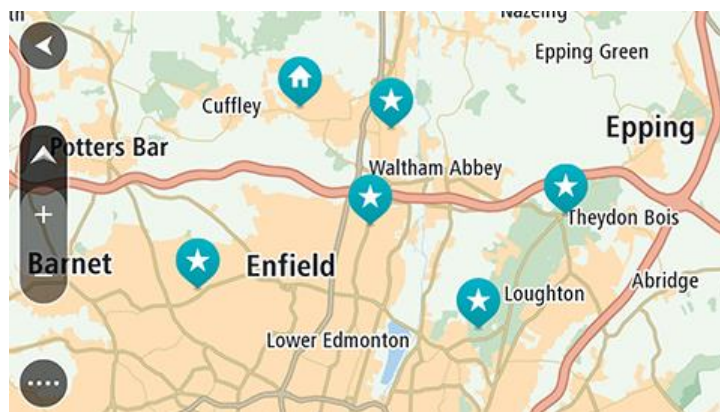 Nazeing
Epping Green
Cuffley
Epping
Potters Bar
Waltham Abbey
Theydon Bois
Barnet
Enfield
Loughton
Abridge
Lower Edmonton